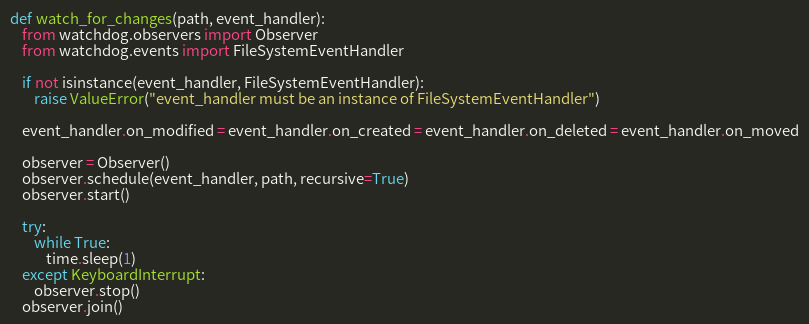 def watch_for_changes(path, event_handler):
    from watchdog.observers import Observer
    from watchdog.events import FileSystemEventHandler

    if not isinstance(event_handler, FileSystemEventHandler):
        raise ValueError("event_handler must be an instance of FileSystemEventHandler")

    event_handler.on_modified = event_handler.on_created = event_handler.on_deleted = event_handler.on_moved

    observer = Observer()
    observer.schedule(event_handler, path, recursive=True)
    observer.start()

    try:
        while True:
            time.sleep(1)
    except KeyboardInterrupt:
        observer.stop()
    observer.join()